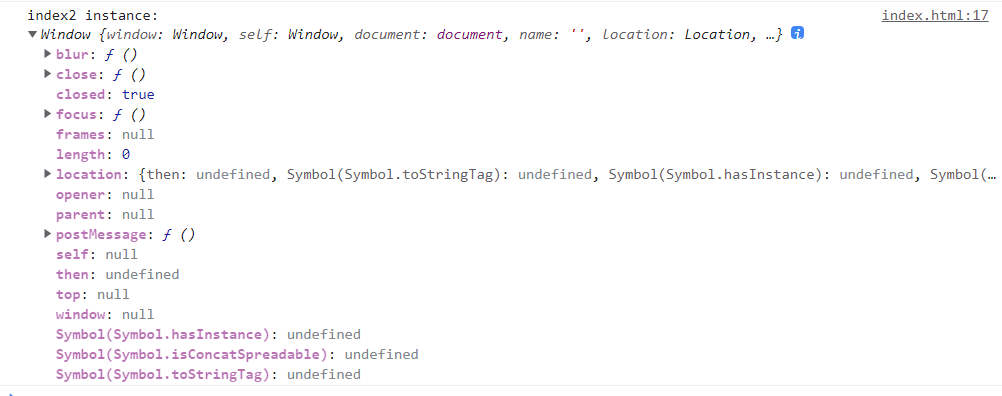 index2 instance: index.html:17
▼Window {window: Window, self: Window, document: document, name: '', location: Location, …} i
▶blur: ƒ ()
▶close: ƒ ()
closed: true
▶focus: ƒ ()
frames: null
length: 0
▶location: {then: undefined, Symbol(Symbol.toStringTag): undefined, Symbol(Symbol.hasInstance): undefined, Symbol(…
opener: null
parent: null
▶postMessage: ƒ ()
self: null
then: undefined
top: null
window: null
Symbol(Symbol.hasInstance): undefined
Symbol(Symbol.isConcatSpreadable): undefined
Symbol(Symbol.toStringTag): undefined